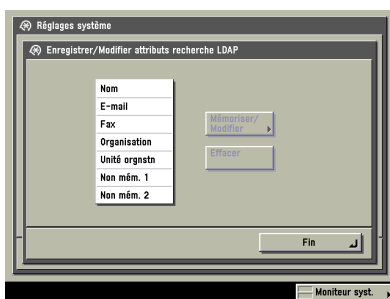 Réglages système
Enregistrer/Modifier attributs recherche LDAP
Nom
E-mail
Fax
Organisation
Unité orgnstn
Non mém. 1
Non mém. 2
Mémoriser/
Modifier
Effacer
Fin
Moniteur syst.